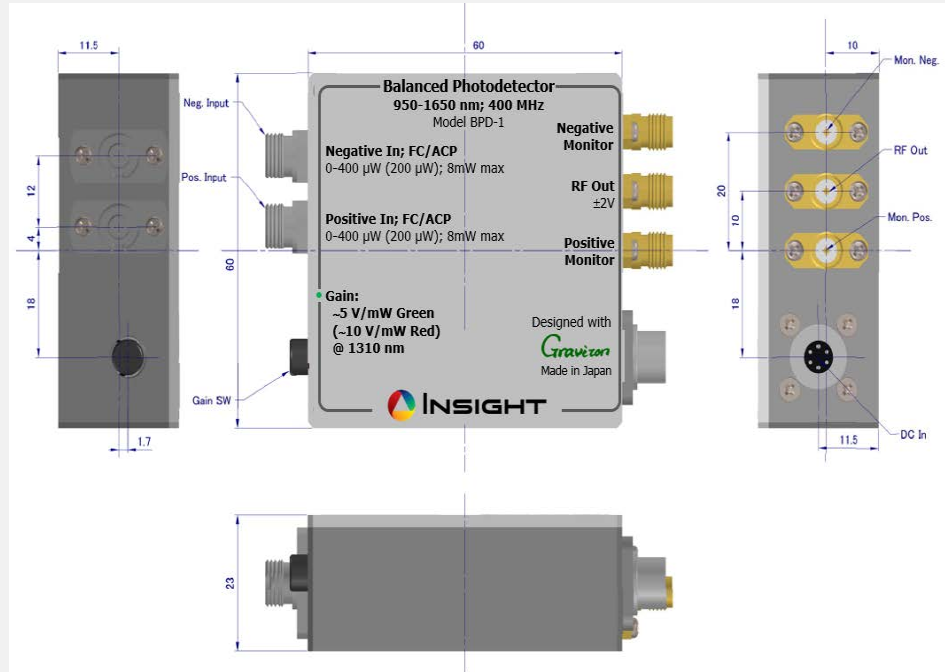 11.5
60
10
Mon. Neg.
Neg. Input
Balanced Photodetector
950-1650 nm; 400 MHz
Model BPD-1
Negative
Monitor
Negative In; FC/ACP
0-400 µW (200 µW); 8mW max
RF Out
Pos. Input
RF Out
±2V
12
20
10
Positive In; FC/ACP
0-400 µW (200 µW); 8mW max
Mon. Pos.
4
Positive
Monitor
60
18
18
Gain:
~5 V/mW Green
(~10 V/mW Red)
@ 1310 nm
Designed with
Graviton
Made in Japan
Gain SW
INSIGHT
DC In
1.7
11.5
23